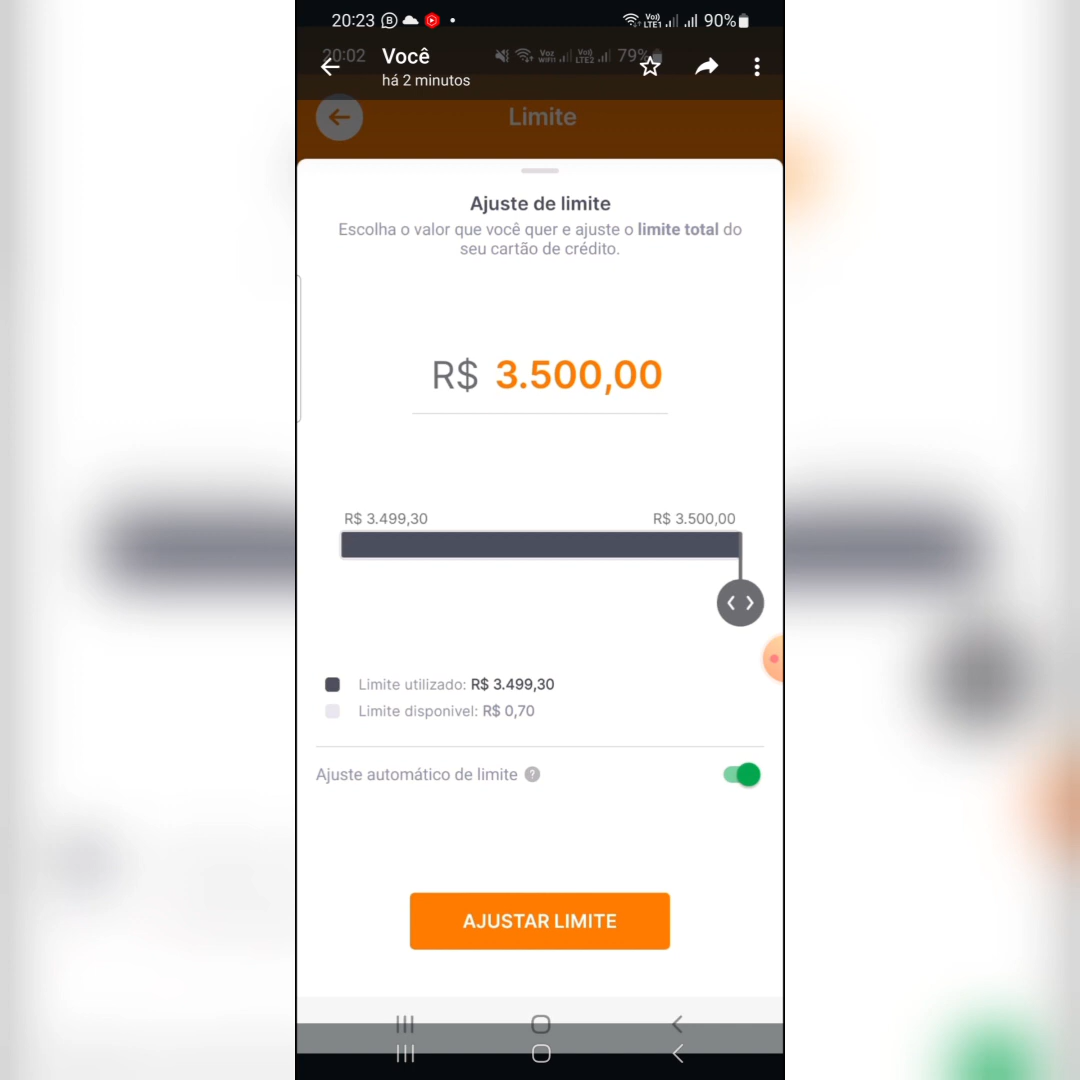 20:23 LTE1 90%
20:02 79%
Você
há 2 minutos
Limite
Ajuste de limite
Escolha o valor que você quer e ajuste o limite total do
seu cartão de crédito.
R$ 3.500,00
R$ 3.499,30 R$ 3.500,00
Limite utilizado: R$ 3.499,30
Limite disponivel: R$ 0,70
Ajuste automático de limite ?
AJUSTAR LIMITE